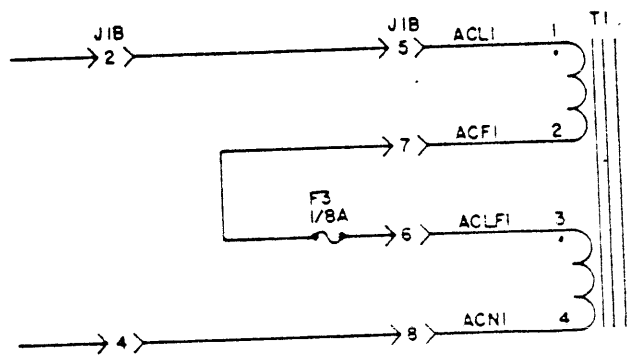 J1B J1B T1
2 5 ACL1 1
7 ACF1 2
F3
1/8A
6 ACLF1 3
4 8 ACN1 4